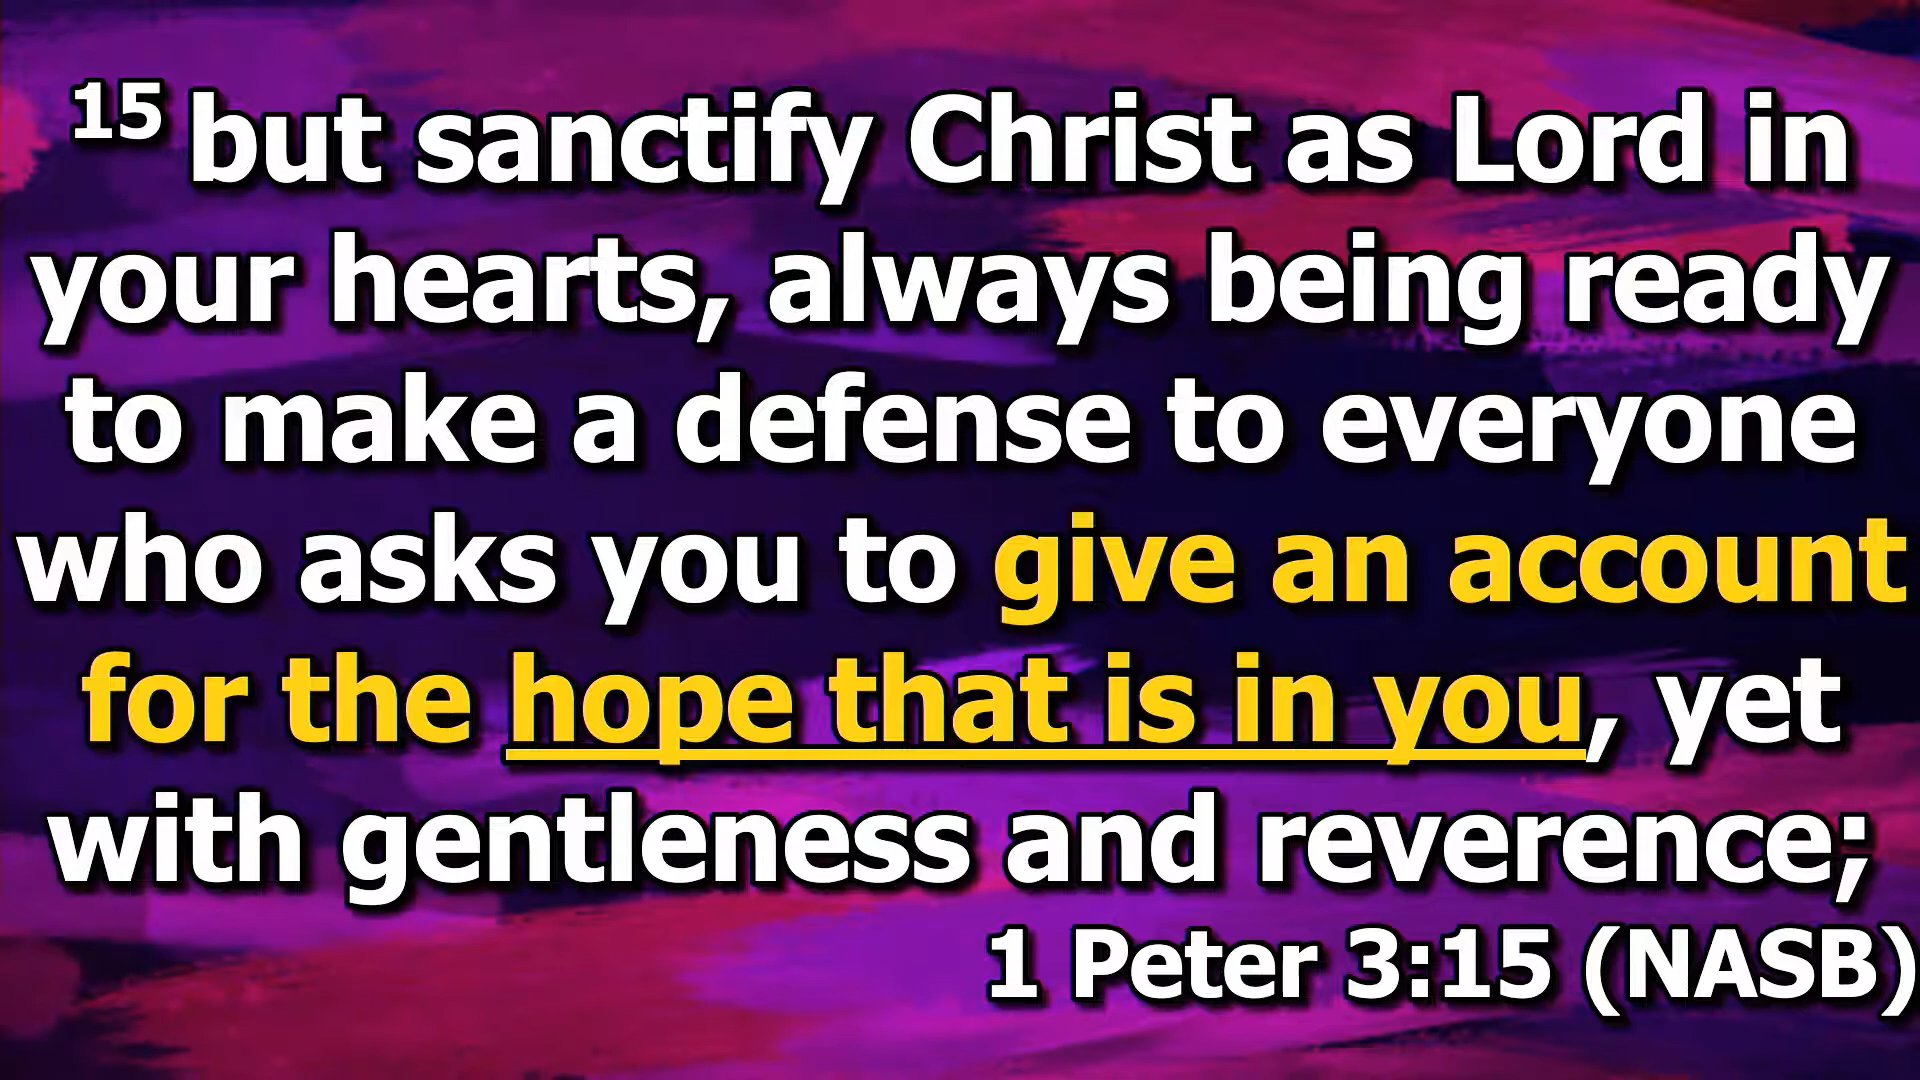 15 but sanctify Christ as Lord in
your hearts, always being ready
to make a defense to everyone
who asks you to give an account
for the hope that is in you, yet
with gentleness and reverence;
1 Peter 3:15 (NASB)